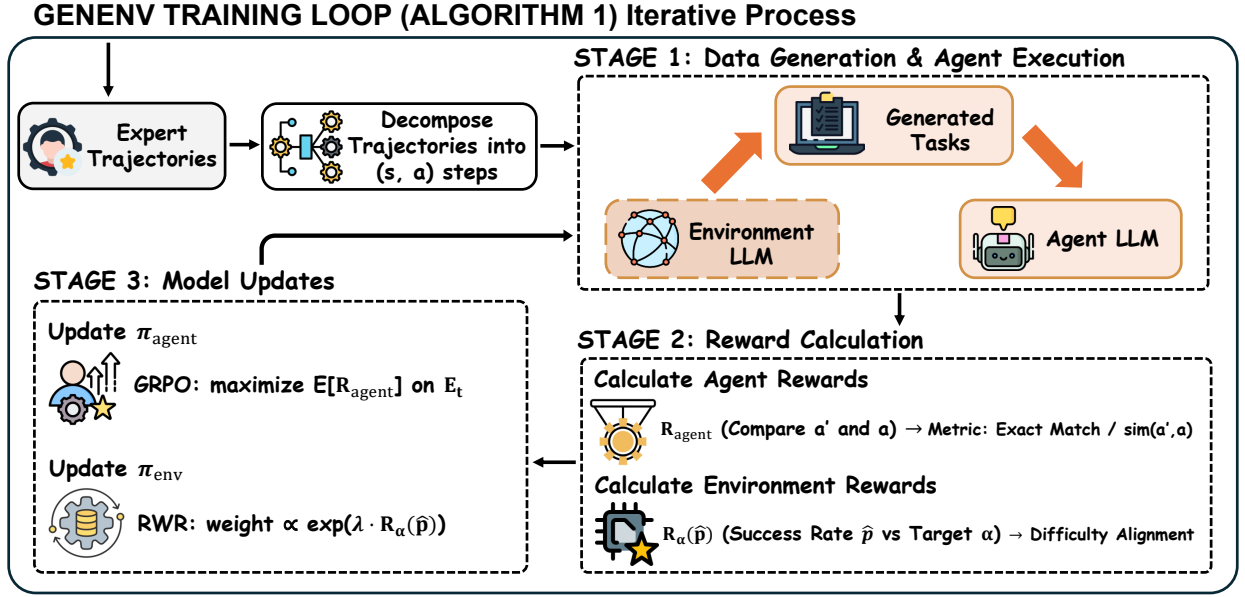 GENENV TRAINING LOOP (ALGORITHM 1) Iterative Process
Expert
Trajectories
Decompose
Trajectories into
(s, a) steps
STAGE 1: Data Generation & Agent Execution
Generated
Tasks
Environment
LLM
Agent LLM
STAGE 2: Reward Calculation
Calculate Agent Rewards
R_agent (Compare a' and a) → Metric: Exact Match / sim(a',a)
Calculate Environment Rewards
R_α(p̂) (Success Rate p̂ vs Target α) → Difficulty Alignment
STAGE 3: Model Updates
Update π_agent
GRPO: maximize E[R_agent] on E_t
Update π_env
RWR: weight ∝ exp(λ · R_α(p̂))